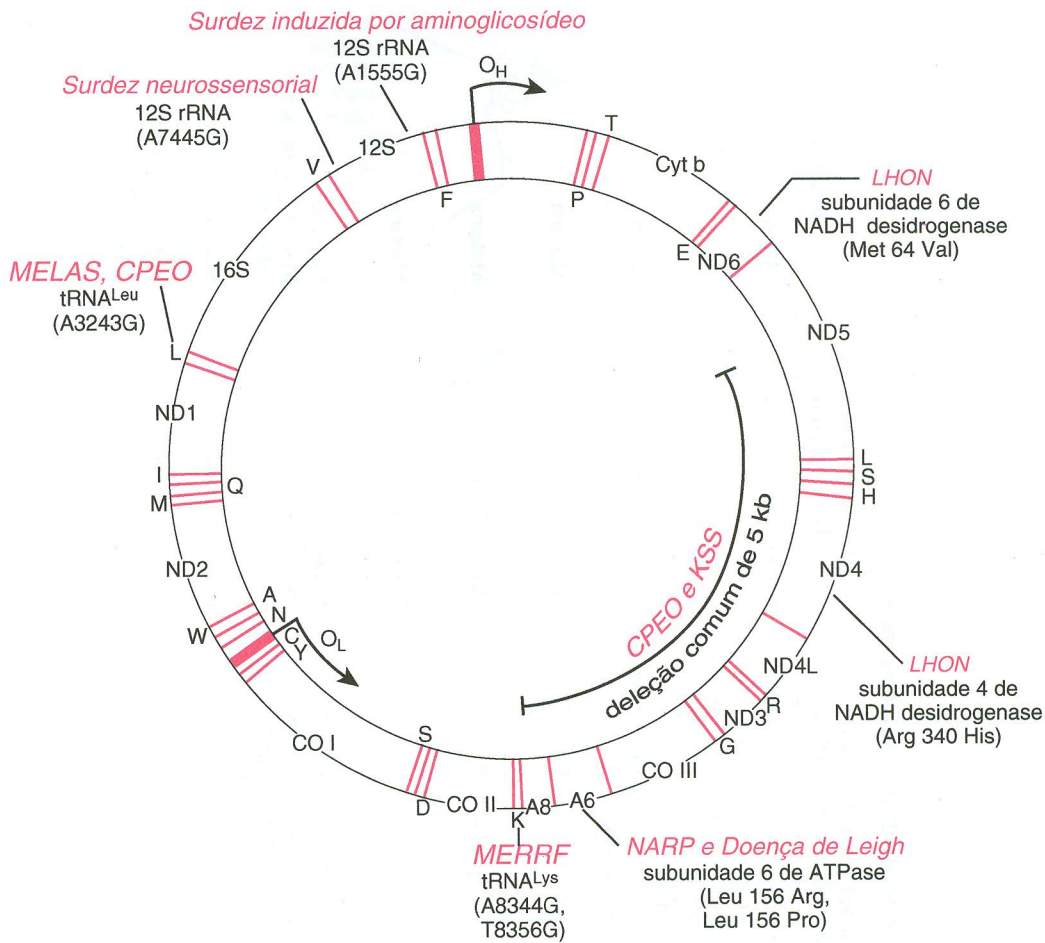 Surdez induzida por aminoglicosídeo
12S rRNA
(A1555G)
OH
Surdez neurossensorial
12S rRNA
(A7445G)
T
V
12S
Cyt b
LHON
subunidade 6 de
NADH desidrogenase
(Met 64 Val)
F
P
E
ND6
MELAS, CPEO
tRNALeu
(A3243G)
16S
ND5
L
ND1
I
Q
M
L
S
H
ND2
ND4
A
N
W
C
Y
OL
CPEO e KSS
deleção comum de 5 kb
ND4L
LHON
subunidade 4 de
NADH desidrogenase
(Arg 340 His)
R
ND3
G
CO I
S
CO III
D
CO II
K
A8
A6
MERRF
tRNALys
(A8344G,
T8356G)
NARP e Doença de Leigh
subunidade 6 de ATPase
(Leu 156 Arg,
Leu 156 Pro)